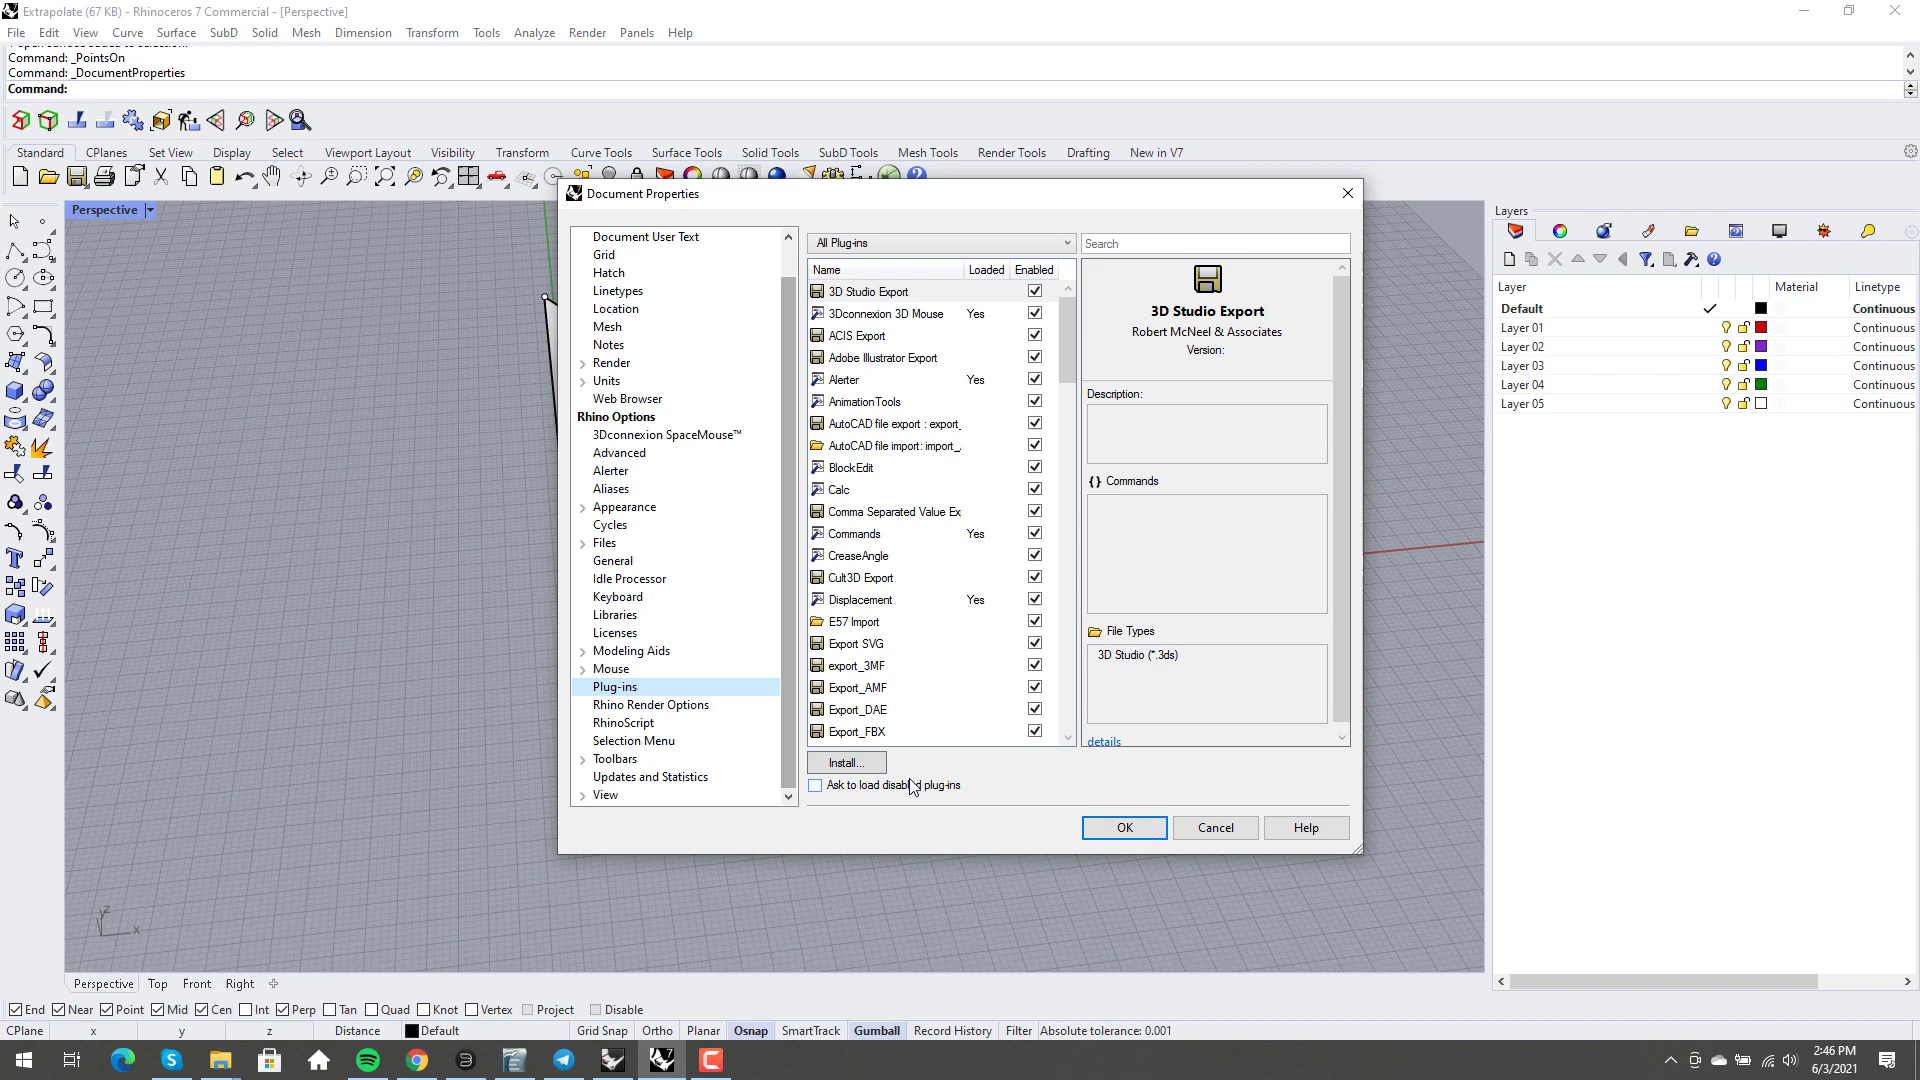 Extrapolate (67 KB) - Rhinoceros 7 Commercial - [Perspective]
File Edit View Curve Surface SubD Solid Mesh Dimension Transform Tools Analyze Render Panels Help
Command: _PointsOn
Command: _DocumentProperties
Command:
Standard CPlanes Set View Display Select Viewport Layout Visibility Transform Curve Tools Surface Tools Solid Tools SubD Tools Mesh Tools Render Tools Drafting New in V7
Perspective
Document Properties
Document User Text
Grid
Hatch
Linetypes
Location
Mesh
Notes
Render
Units
Web Browser
Rhino Options
3Dconnexion SpaceMouse™
Advanced
Alerter
Aliases
Appearance
Cycles
Files
General
Idle Processor
Keyboard
Libraries
Licenses
Modeling Aids
Mouse
Plug-ins
Rhino Render Options
RhinoScript
Selection Menu
Toolbars
Updates and Statistics
View
All Plug-ins
Search
Name Loaded Enabled
3D Studio Export
3Dconnexion 3D Mouse Yes
ACIS Export
Adobe Illustrator Export
Alerter Yes
AnimationTools
AutoCAD file export : export_
AutoCAD file import: import_
BlockEdit
Calc
Comma Separated Value Ex
Commands Yes
CreaseAngle
Cult3D Export
Displacement Yes
E57 Import
Export SVG
export_3MF
Export_AMF
Export_DAE
Export_FBX
3D Studio Export
Robert McNeel & Associates
Version:
Description:
{} Commands
File Types
3D Studio (*.3ds)
details
Install...
Ask to load disabled plug-ins
OK Cancel Help
Layers
Layer Material Linetype
Default Continuous
Layer 01 Continuous
Layer 02 Continuous
Layer 03 Continuous
Layer 04 Continuous
Layer 05 Continuous
z
x
Perspective Top Front Right
End Near Point Mid Cen Int Perp Tan Quad Knot Vertex Project Disable
CPlane x y z Distance Default Grid Snap Ortho Planar Osnap SmartTrack Gumball Record History Filter Absolute tolerance: 0.001
2:46 PM
6/3/2021